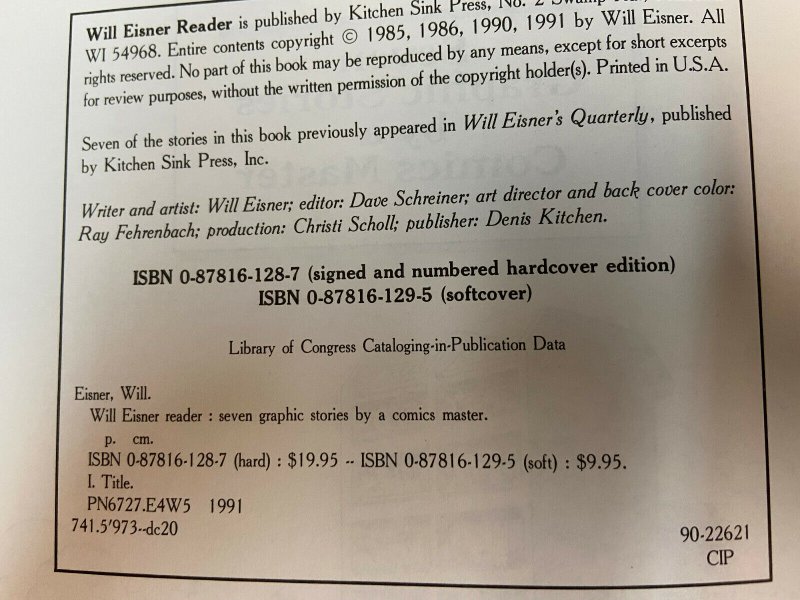 Will Eisner Reader is published by Kitchen Sink Press, No. 2 Swamp
WI 54968. Entire contents copyright © 1985, 1986, 1990, 1991 by Will Eisner. All
rights reserved. No part of this book may be reproduced by any means, except for short excerpts
for review purposes, without the written permission of the copyright holder(s). Printed in U.S.A.
Seven of the stories in this book previously appeared in Will Eisner's Quarterly, published
by Kitchen Sink Press, Inc.
Writer and artist: Will Eisner; editor: Dave Schreiner; art director and back cover color:
Ray Fehrenbach; production: Christi Scholl; publisher: Denis Kitchen.
ISBN 0-87816-128-7 (signed and numbered hardcover edition)
ISBN 0-87816-129-5 (softcover)
Library of Congress Cataloging-in-Publication Data
Eisner, Will.
Will Eisner reader : seven graphic stories by a comics master.
p. cm.
ISBN 0-87816-128-7 (hard) : $19.95 -- ISBN 0-87816-129-5 (soft) : $9.95.
I. Title.
PN6727.E4W5 1991
741.5'973--dc20
90-22621
CIP